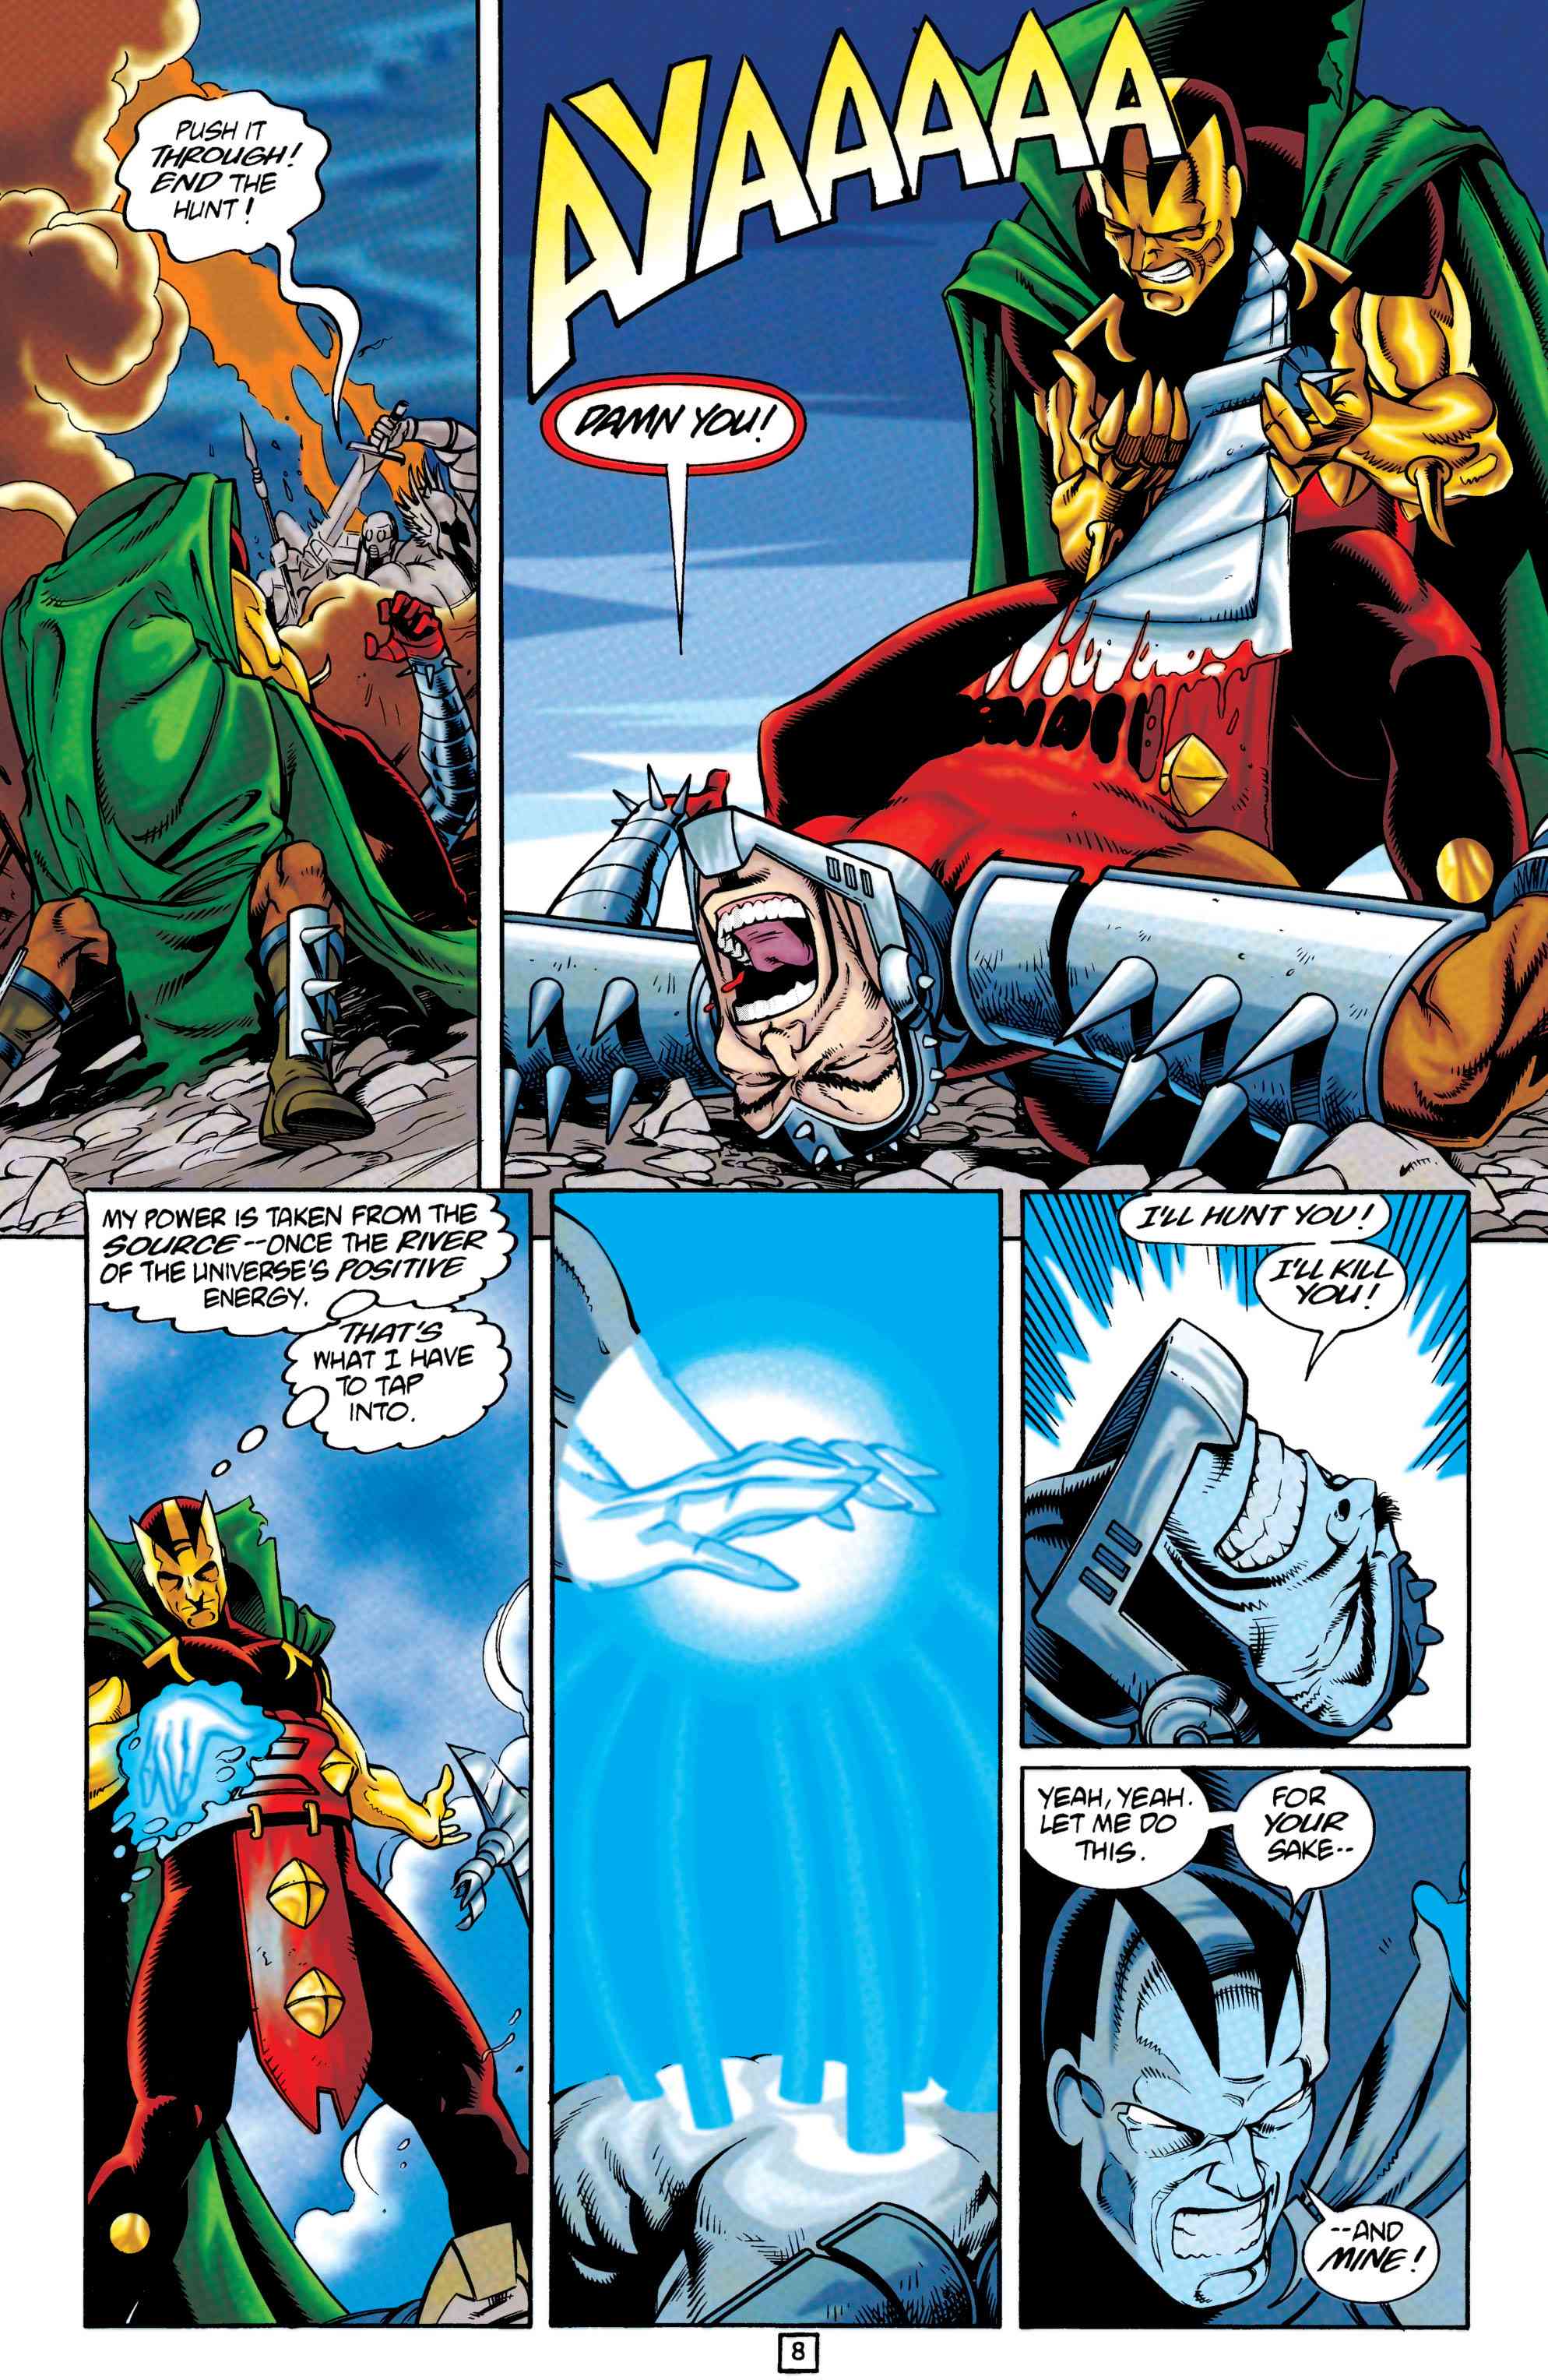 PUSH IT
THROUGH!
END THE
HUNT!
AYAAAAA
DAMN YOU!
MY POWER IS TAKEN FROM THE
SOURCE--ONCE THE RIVER
OF THE UNIVERSE'S POSITIVE
ENERGY.
THAT'S
WHAT I HAVE
TO TAP
INTO.
I'LL HUNT YOU!
I'LL KILL
YOU!
YEAH, YEAH.
LET ME DO
THIS.
FOR
YOUR
SAKE--
--AND
MINE!
8